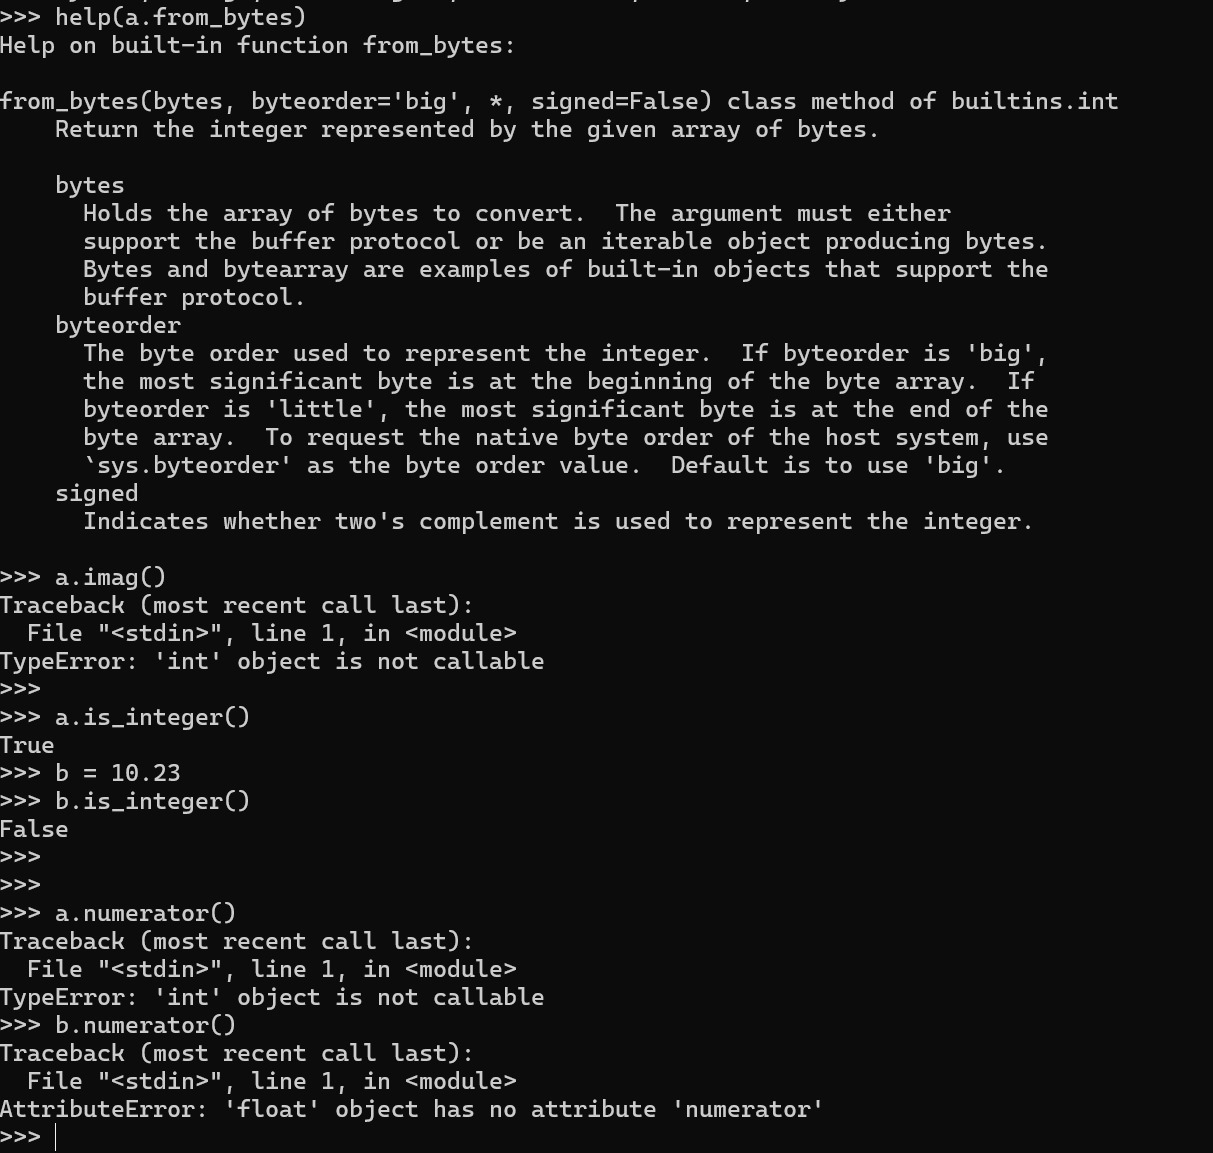 >>> help(a.from_bytes)
Help on built-in function from_bytes:
from_bytes(bytes, byteorder='big', *, signed=False) class method of builtins.int
    Return the integer represented by the given array of bytes.
    bytes
      Holds the array of bytes to convert.  The argument must either
      support the buffer protocol or be an iterable object producing bytes.
      Bytes and bytearray are examples of built-in objects that support the
      buffer protocol.
    byteorder
      The byte order used to represent the integer.  If byteorder is 'big',
      the most significant byte is at the beginning of the byte array.  If
      byteorder is 'little', the most significant byte is at the end of the
      byte array.  To request the native byte order of the host system, use
      `sys.byteorder' as the byte order value.  Default is to use 'big'.
    signed
      Indicates whether two's complement is used to represent the integer.
>>> a.imag()
Traceback (most recent call last):
  File "<stdin>", line 1, in <module>
TypeError: 'int' object is not callable
>>>
>>> a.is_integer()
True
>>> b = 10.23
>>> b.is_integer()
False
>>>
>>>
>>> a.numerator()
Traceback (most recent call last):
  File "<stdin>", line 1, in <module>
TypeError: 'int' object is not callable
>>> b.numerator()
Traceback (most recent call last):
  File "<stdin>", line 1, in <module>
AttributeError: 'float' object has no attribute 'numerator'
>>>